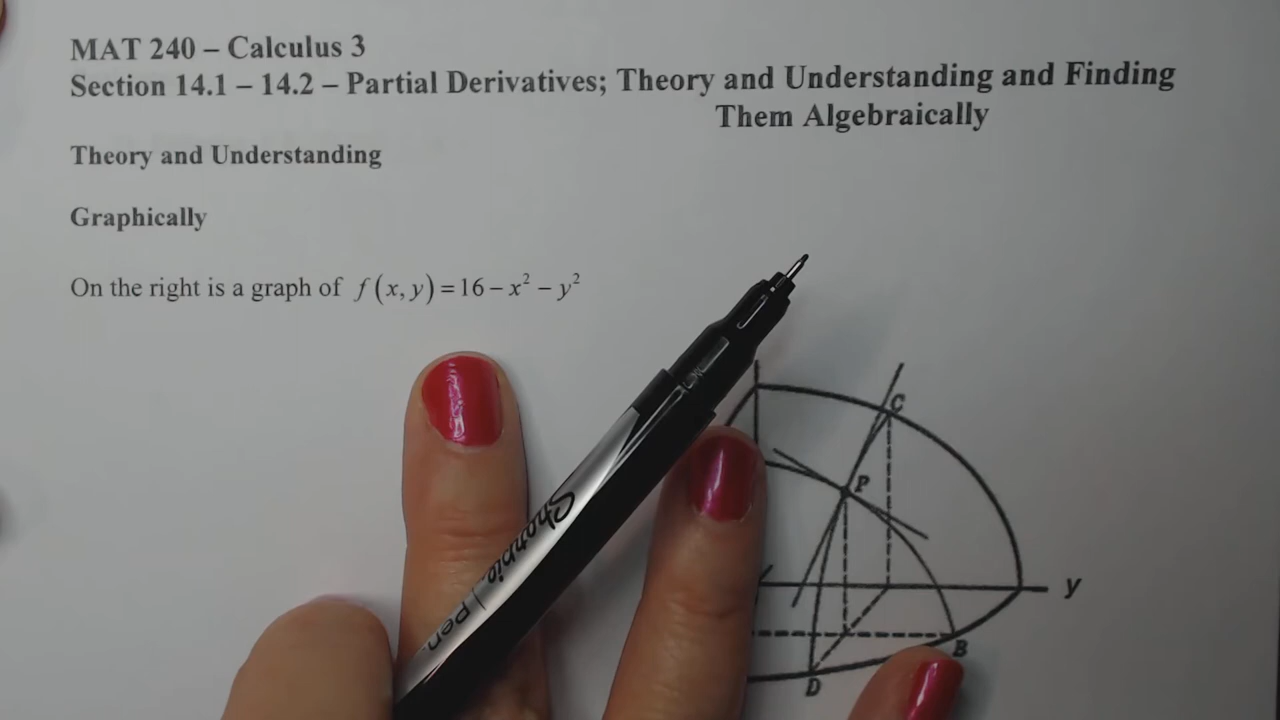 MAT 240 – Calculus 3
Section 14.1 – 14.2 – Partial Derivatives; Theory and Understanding and Finding
Them Algebraically
Theory and Understanding
Graphically
On the right is a graph of f(x, y) = 16 – x² – y²
C
P
y
B
D
Sharpie | Pen